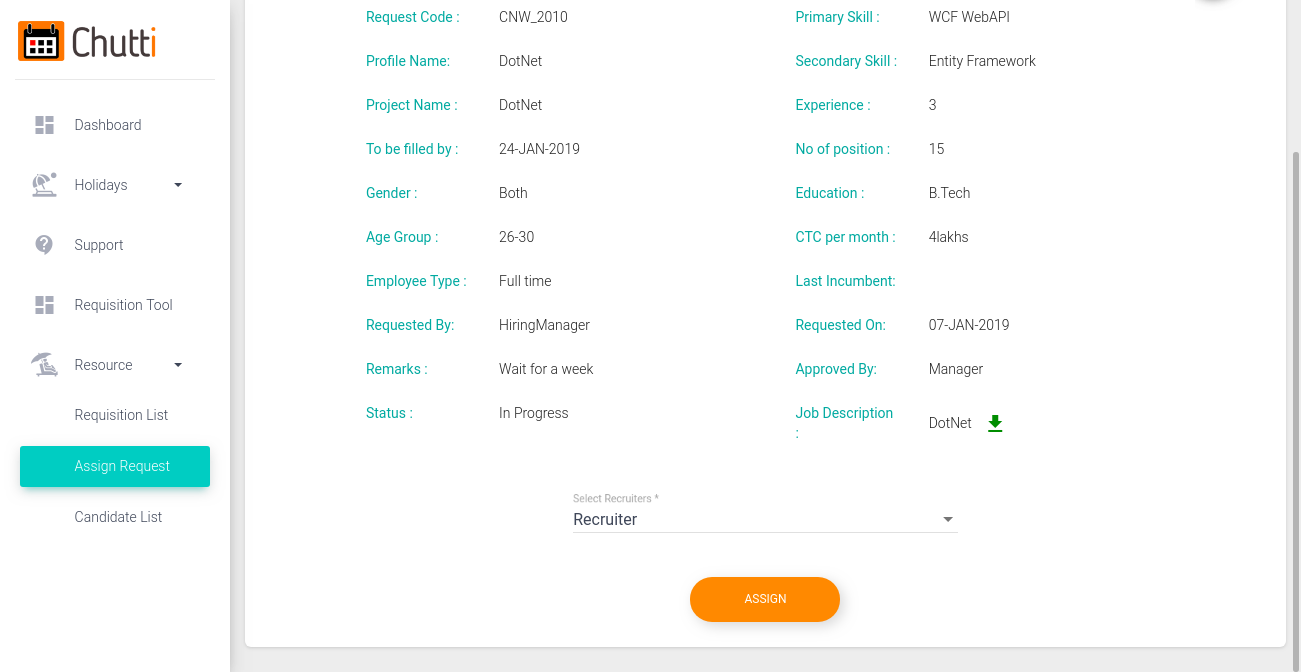 Chutti
Dashboard
Holidays
Support
Requisition Tool
Resource
Requisition List
Assign Request
Candidate List
Request Code : CNW_2010 Primary Skill : WCF WebAPI
Profile Name: DotNet Secondary Skill : Entity Framework
Project Name : DotNet Experience : 3
To be filled by : 24-JAN-2019 No of position : 15
Gender : Both Education : B.Tech
Age Group : 26-30 CTC per month : 4lakhs
Employee Type : Full time Last Incumbent:
Requested By: HiringManager Requested On: 07-JAN-2019
Remarks : Wait for a week Approved By: Manager
Status : In Progress Job Description
: DotNet
Select Recruiters *
Recruiter
ASSIGN